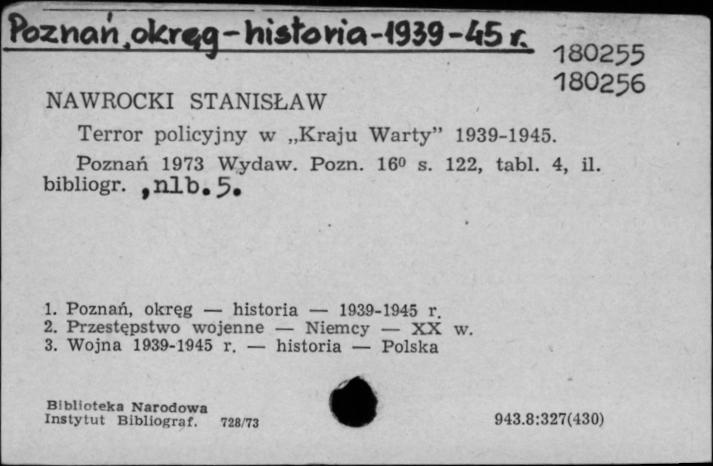 Poznań, okręg - historia - 1939 - 45 r.
180255
180256
NAWROCKI STANISŁAW
Terror policyjny w „Kraju Warty” 1939-1945.
Poznań 1973 Wydaw. Pozn. 16⁰ s. 122, tabl. 4, il.
bibliogr. , nlb. 5.
1. Poznań, okręg — historia — 1939-1945 r.
2. Przestępstwo wojenne — Niemcy — XX w.
3. Wojna 1939-1945 r. — historia — Polska
Biblioteka Narodowa
Instytut Bibliograf. 728/73
943.8:327(430)